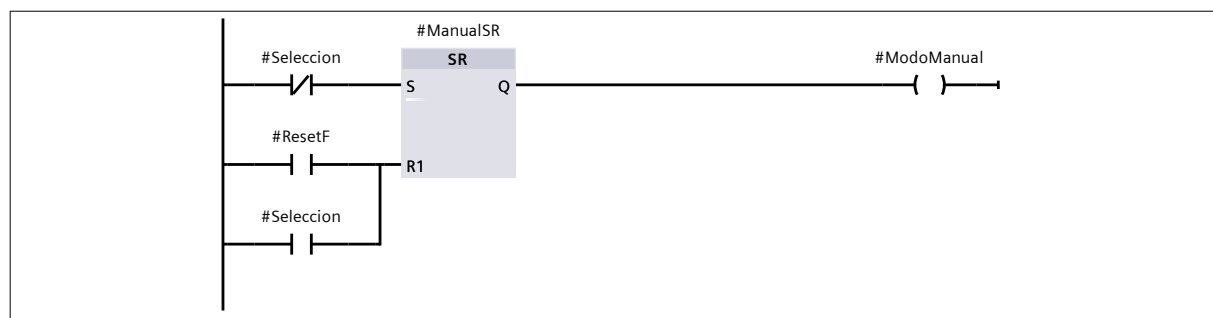 #ManualSR
#Seleccion
SR
#ModoManual
S
Q
#ResetF
R1
#Seleccion